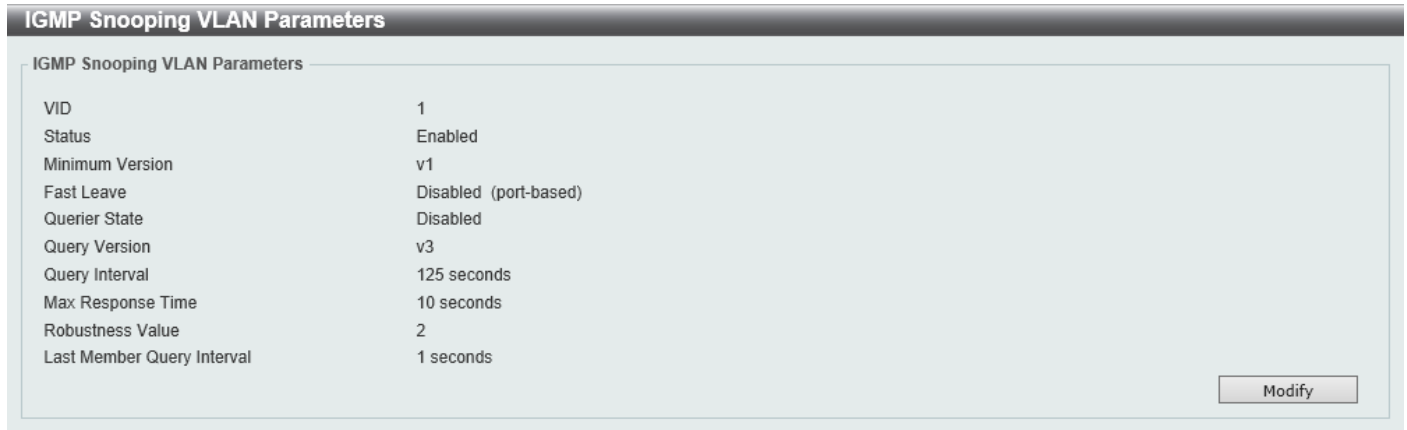 IGMP Snooping VLAN Parameters
IGMP Snooping VLAN Parameters
VID 1
Status Enabled
Minimum Version v1
Fast Leave Disabled (port-based)
Querier State Disabled
Query Version v3
Query Interval 125 seconds
Max Response Time 10 seconds
Robustness Value 2
Last Member Query Interval 1 seconds
Modify